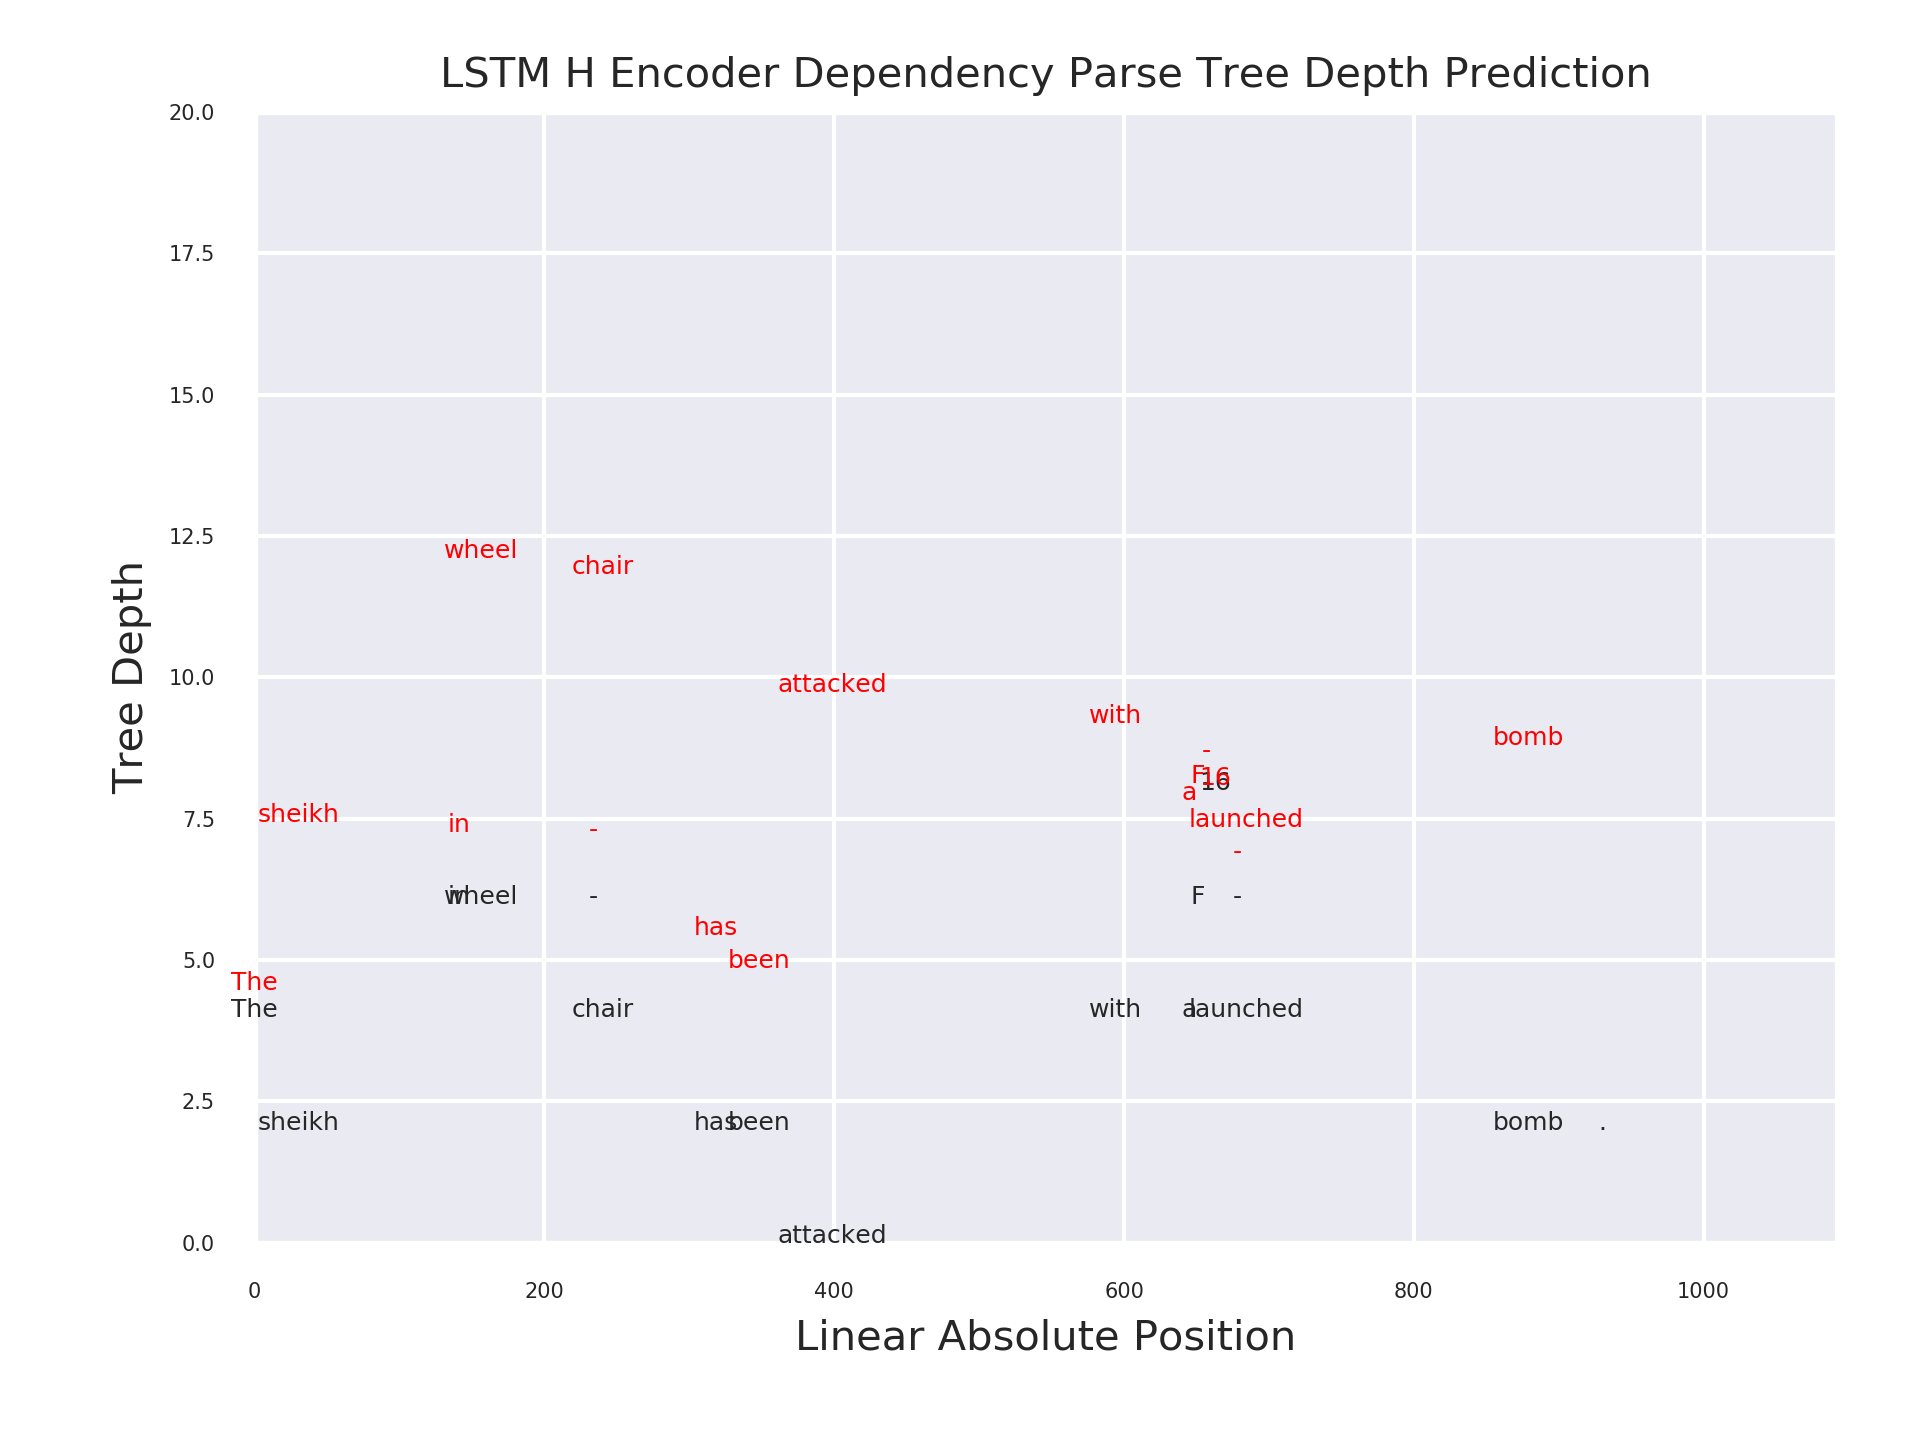 LSTM H Encoder Dependency Parse Tree Depth Prediction
20.0
17.5
15.0
12.5
wheel
chair
10.0
attacked
with
bomb
-
F
16
16
a
7.5
sheikh
in
-
launched
-
in
wheel
-
F
-
has
5.0
been
The
The
chair
with
a
launched
2.5
sheikh
has
been
bomb
.
attacked
0.0
0 200 400 600 800 1000
Linear Absolute Position
Tree Depth